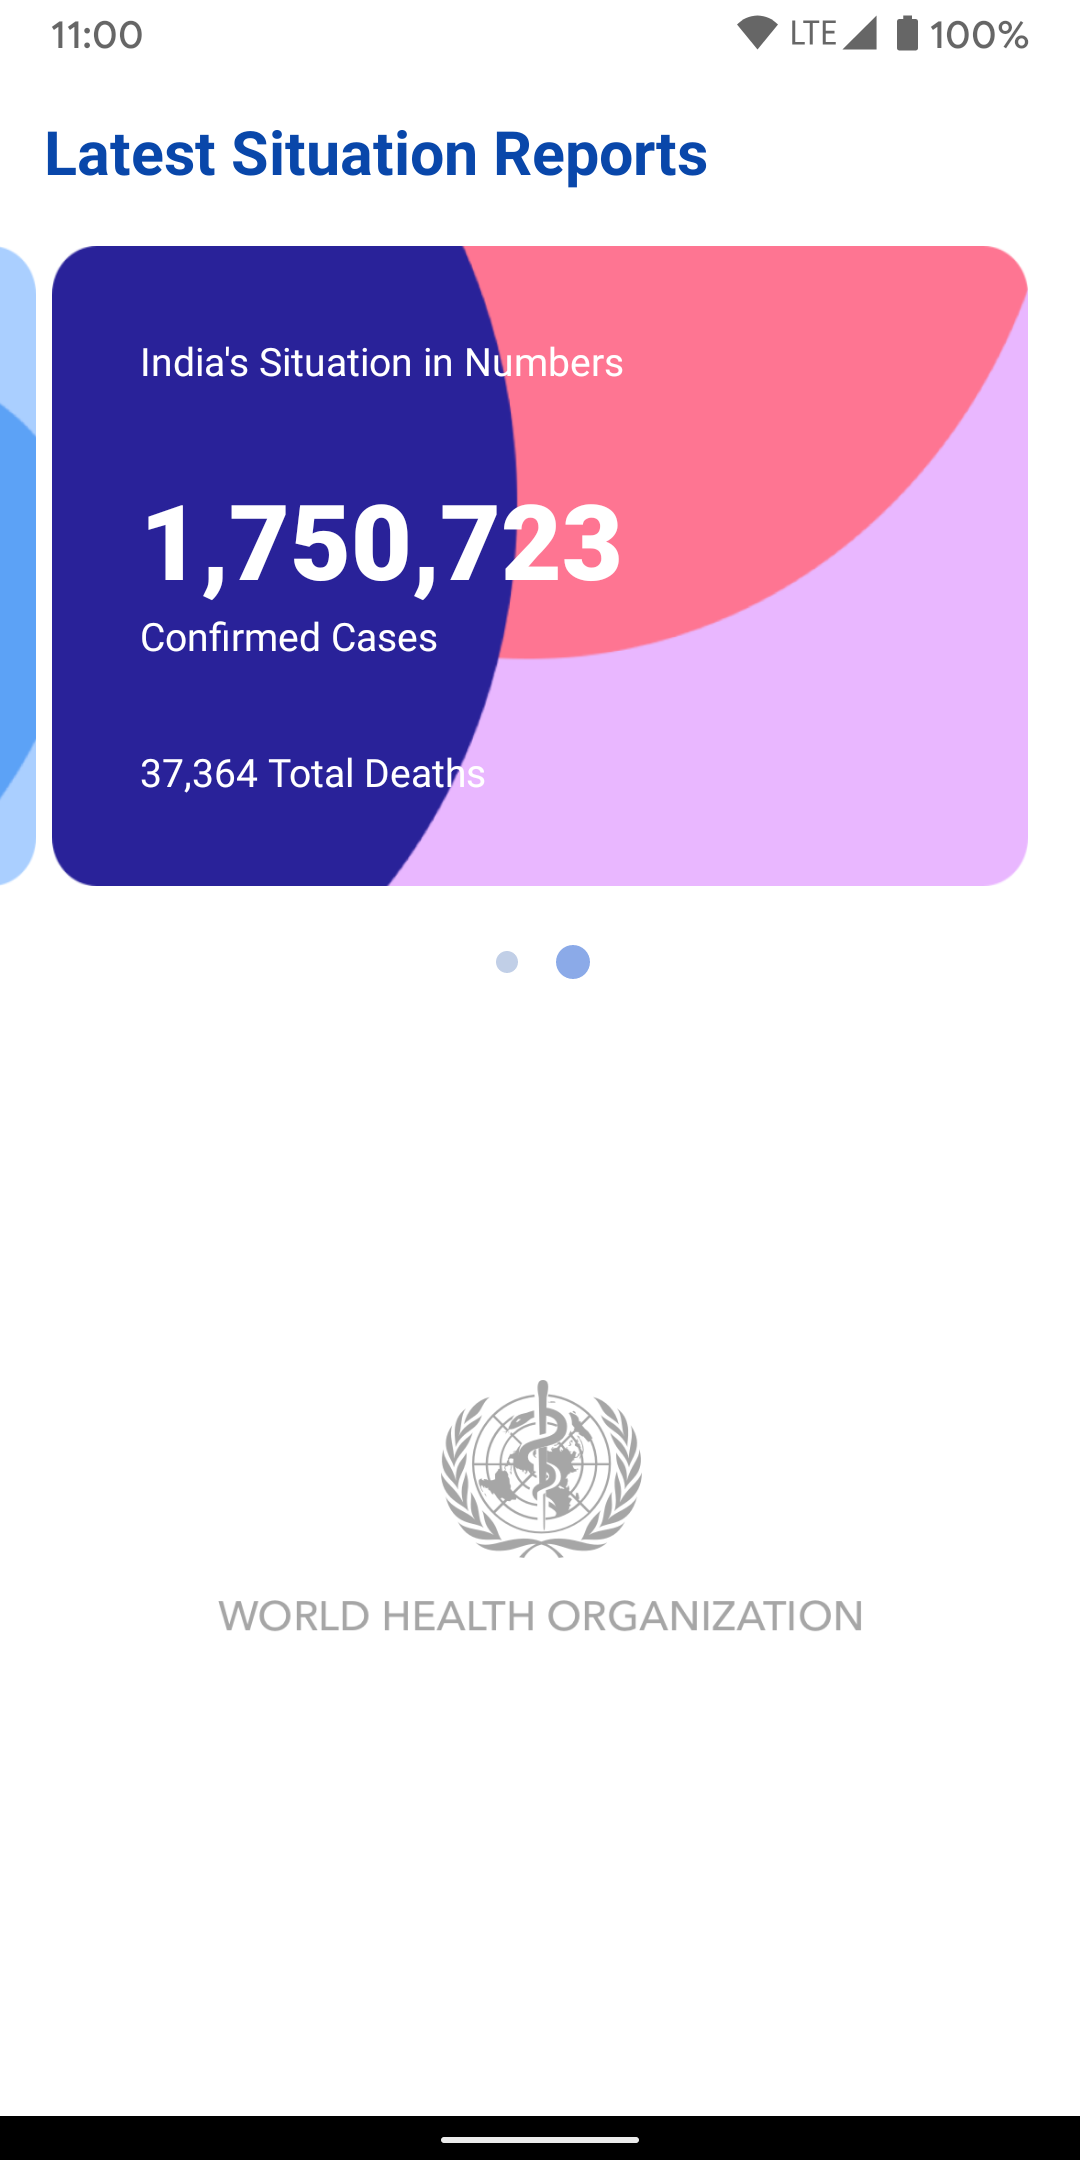 11:00
LTE
100%
Latest Situation Reports
India's Situation in Numbers
1,750,723
Confirmed Cases
37,364 Total Deaths
WORLD HEALTH ORGANIZATION